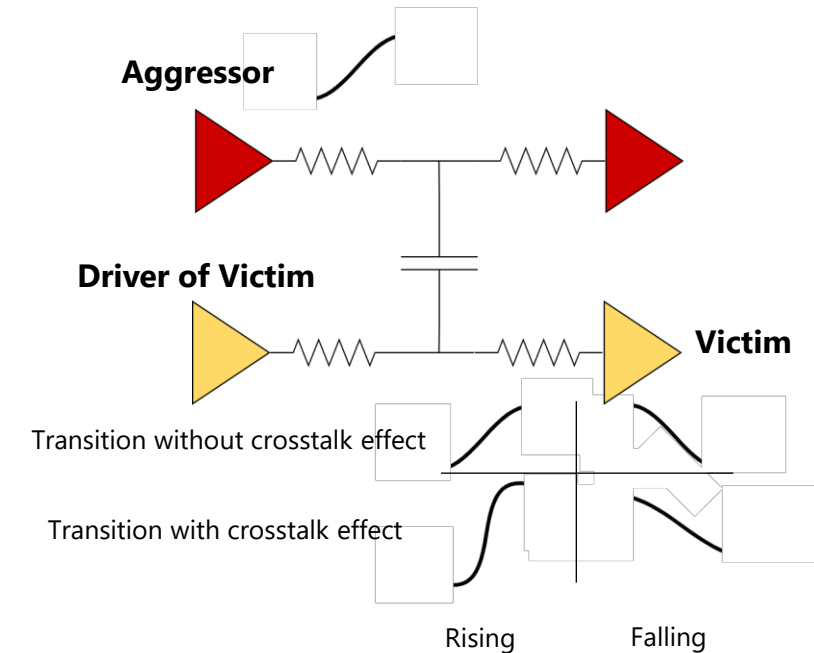 Aggressor
Driver of Victim
Victim
Transition without crosstalk effect
Transition with crosstalk effect
Rising
Falling